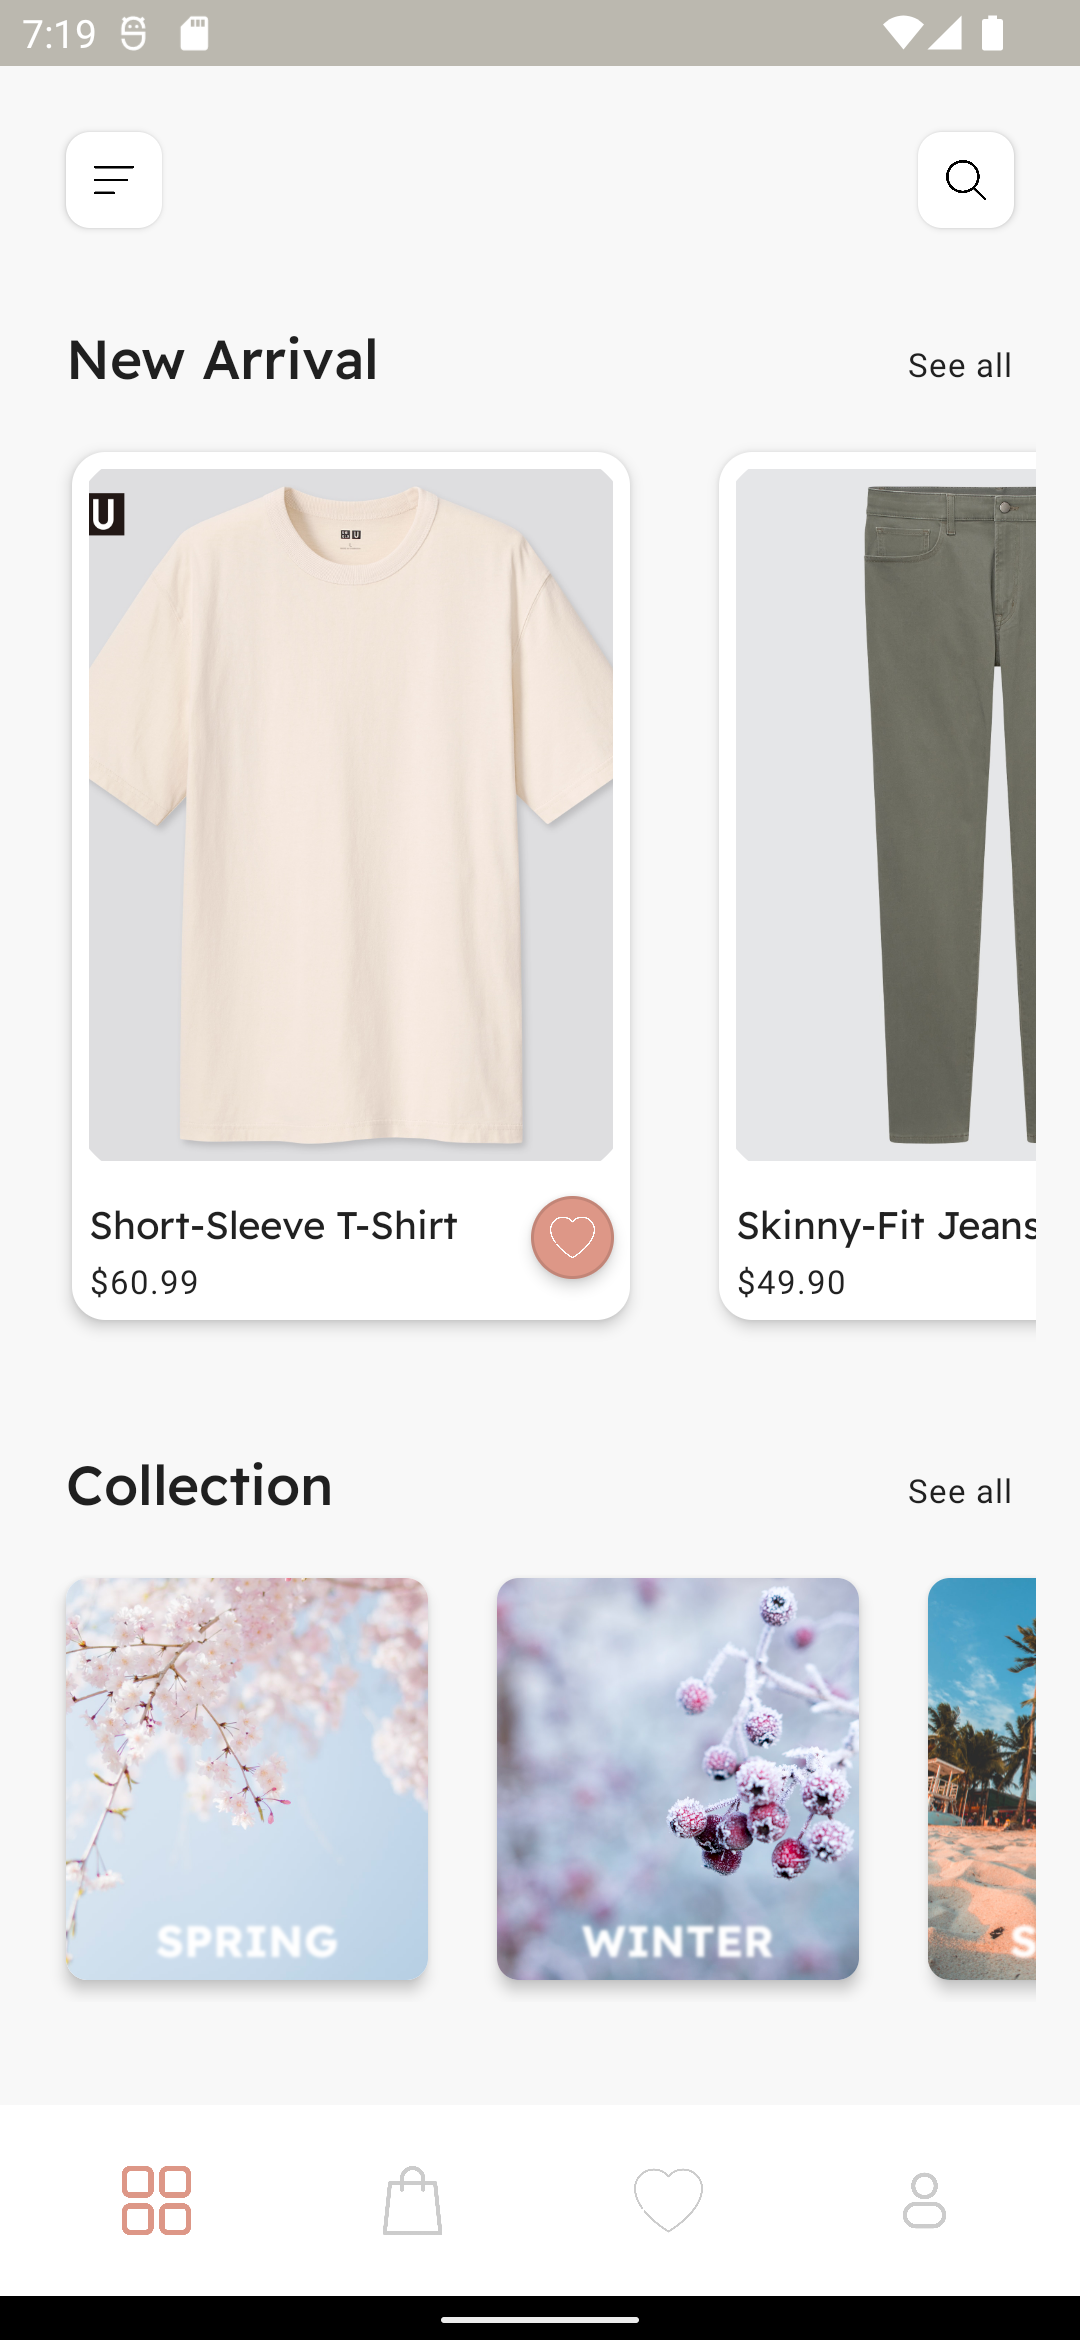 7:19
New Arrival
See all
U
Short-Sleeve T-Shirt
$60.99
Skinny-Fit Jeans
$49.90
Collection
See all
SPRING
WINTER
S